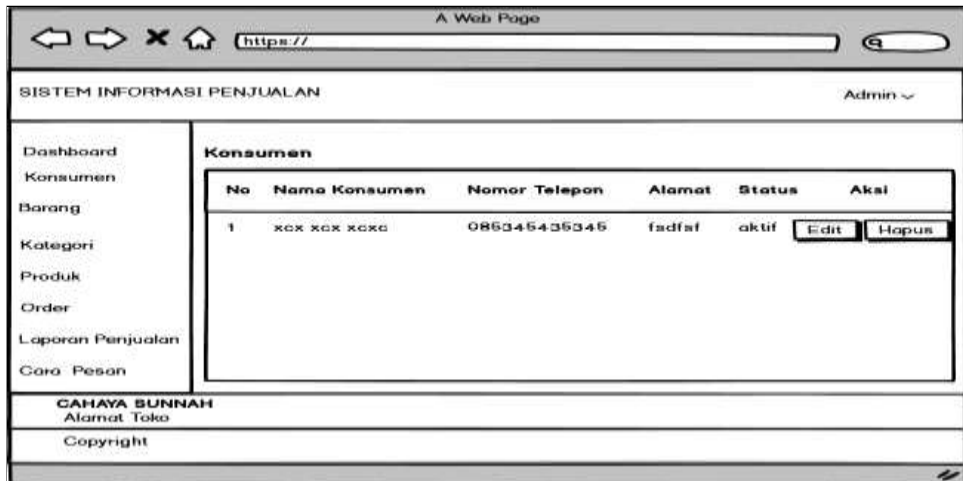 A Web Page
https://
SISTEM INFORMASI PENJUALAN
Admin
Dashboard
Konsumen
Barang
Kategori
Produk
Order
Laporan Penjualan
Cara Pesan
Konsumen
No Nama Konsumen Nomor Telepon Alamat Status Aksi
1 xcx xcx xcxc 085345435345 fsdfsf aktif Edit Hapus
CAHAYA SUNNAH
Alamat Toko
Copyright